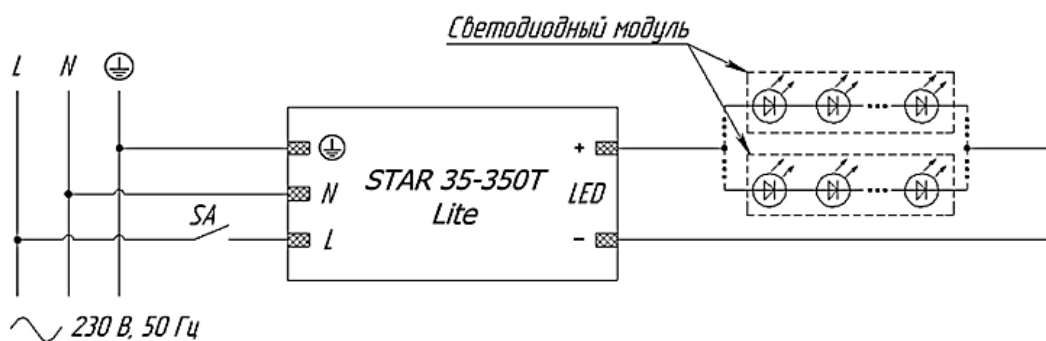 Светодиодный модуль
L N
+
N STAR 35-350T LED
SA Lite
L -
230 В, 50 Гц